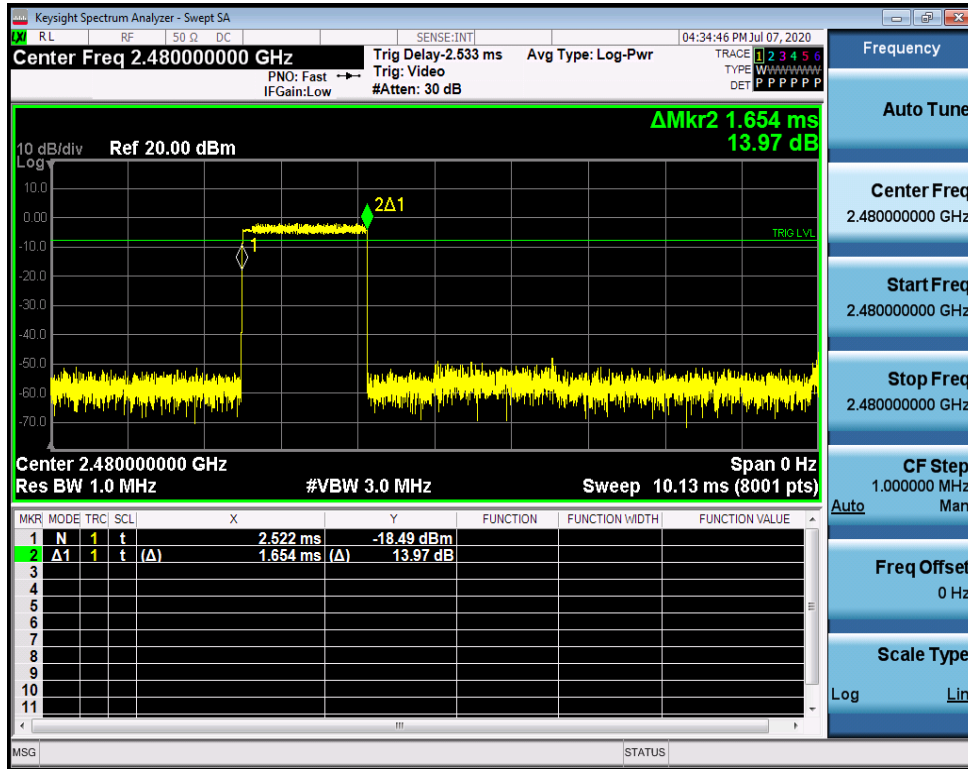 Keysight Spectrum Analyzer - Swept SA
LXI RL RF 50 Ω DC SENSE:INT 04:34:46 PM Jul 07, 2020
Center Freq 2.480000000 GHz
PNO: Fast
IFGain:Low
Trig Delay-2.533 ms
Trig: Video
#Atten: 30 dB
Avg Type: Log-Pwr
TRACE 1 2 3 4 5 6
TYPE WWWWWW
DET P P P P P P
ΔMkr2 1.654 ms
13.97 dB
10 dB/div Ref 20.00 dBm
Log
10.0
0.00
-10.0
-20.0
-30.0
-40.0
-50.0
-60.0
-70.0
2Δ1
1
TRIG LVL
Center 2.480000000 GHz Span 0 Hz
Res BW 1.0 MHz #VBW 3.0 MHz Sweep 10.13 ms (8001 pts)
MKR MODE TRC SCL X Y FUNCTION FUNCTION WIDTH FUNCTION VALUE
1 N 1 t 2.522 ms -18.49 dBm
2 Δ1 1 t (Δ) 1.654 ms (Δ) 13.97 dB
3
4
5
6
7
8
9
10
11
MSG STATUS
Frequency
Auto Tune
Center Freq
2.480000000 GHz
Start Freq
2.480000000 GHz
Stop Freq
2.480000000 GHz
CF Step
1.000000 MHz
Auto Man
Freq Offset
0 Hz
Scale Type
Log Lin